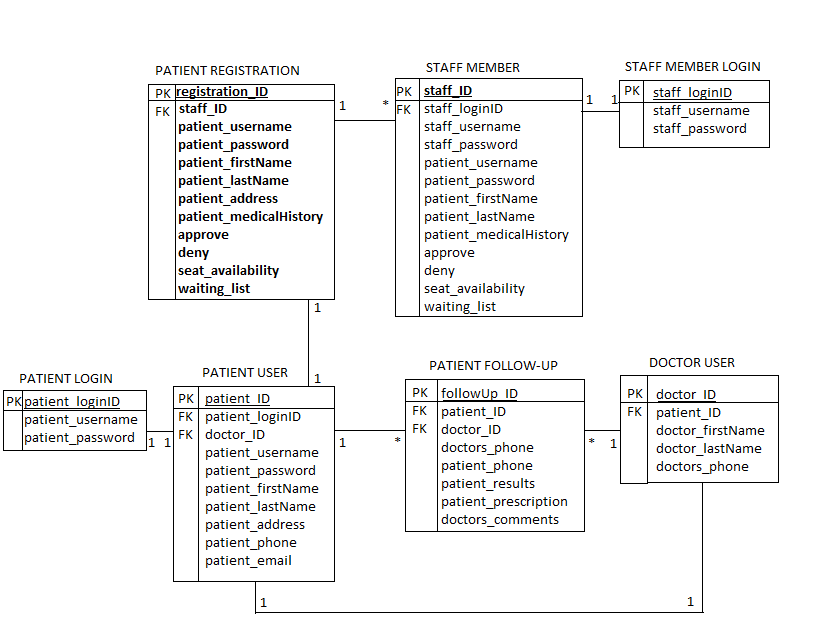 PATIENT REGISTRATION
PK registration_ID
FK staff_ID
patient_username
patient_password
patient_firstName
patient_lastName
patient_address
patient_medicalHistory
approve
deny
seat_availability
waiting_list
1 *
STAFF MEMBER
PK staff_ID
FK staff_loginID
staff_username
staff_password
patient_username
patient_password
patient_firstName
patient_lastName
patient_medicalHistory
approve
deny
seat_availability
waiting_list
1 1
STAFF MEMBER LOGIN
PK staff_loginID
staff_username
staff_password
1
1
PATIENT LOGIN
PK patient_loginID
patient_username
patient_password
1 1
PATIENT USER
PK patient_ID
FK patient_loginID
FK doctor_ID
patient_username
patient_password
patient_firstName
patient_lastName
patient_address
patient_phone
patient_email
1 *
PATIENT FOLLOW-UP
PK followUp_ID
FK patient_ID
FK doctor_ID
doctors_phone
patient_phone
patient_results
patient_prescription
doctors_comments
* 1
DOCTOR USER
PK doctor_ID
FK patient_ID
doctor_firstName
doctor_lastName
doctors_phone
1 1